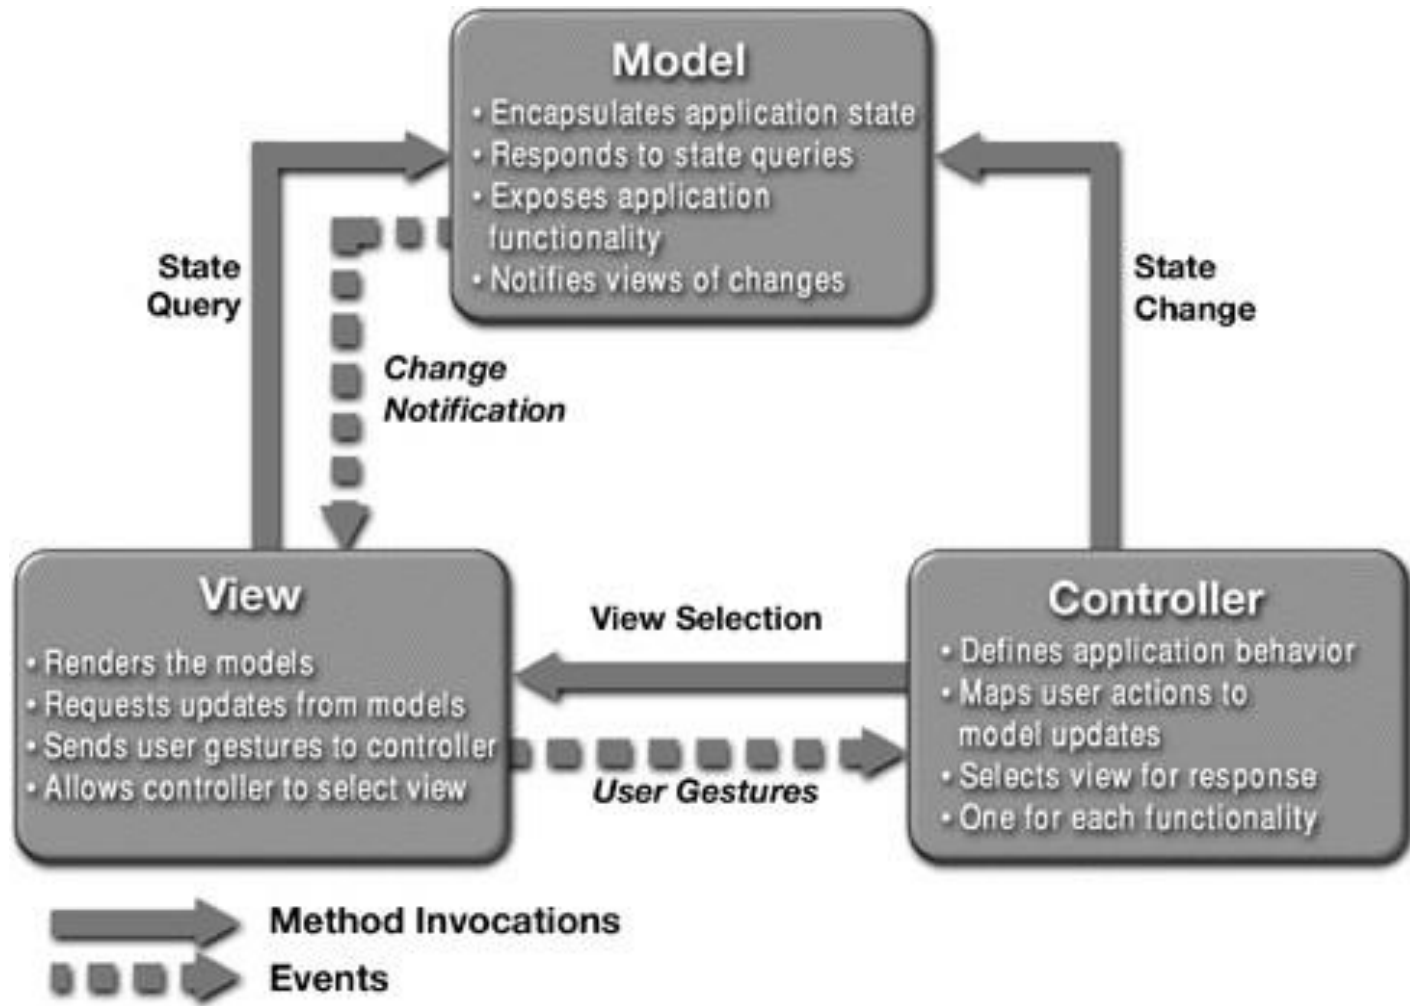 Model
• Encapsulates application state
• Responds to state queries
• Exposes application
functionality
• Notifies views of changes
State
Query
Change
Notification
State
Change
View
• Renders the models
• Requests updates from models
• Sends user gestures to controller
• Allows controller to select view
View Selection
User Gestures
Controller
• Defines application behavior
• Maps user actions to
model updates
• Selects view for response
• One for each functionality
Method Invocations
Events